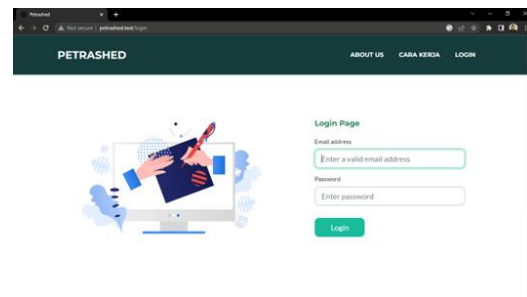 Petrashed
Not secure | petrashed.test/login
PETRASHED
ABOUT US
CARA KERJA
LOGIN
Login Page
Email address
Enter a valid email address
Password
Enter password
Login